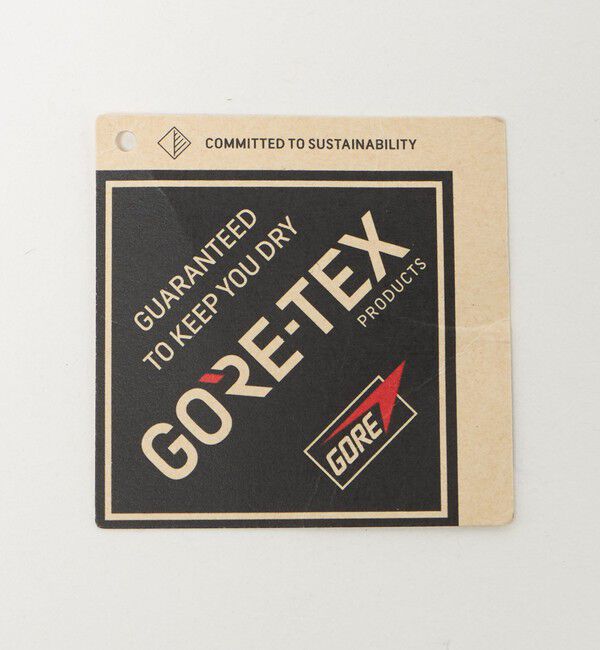 COMMITTED TO SUSTAINABILITY
GUARANTEED
TO KEEP YOU DRY
GORE-TEX
PRODUCTS
GORE